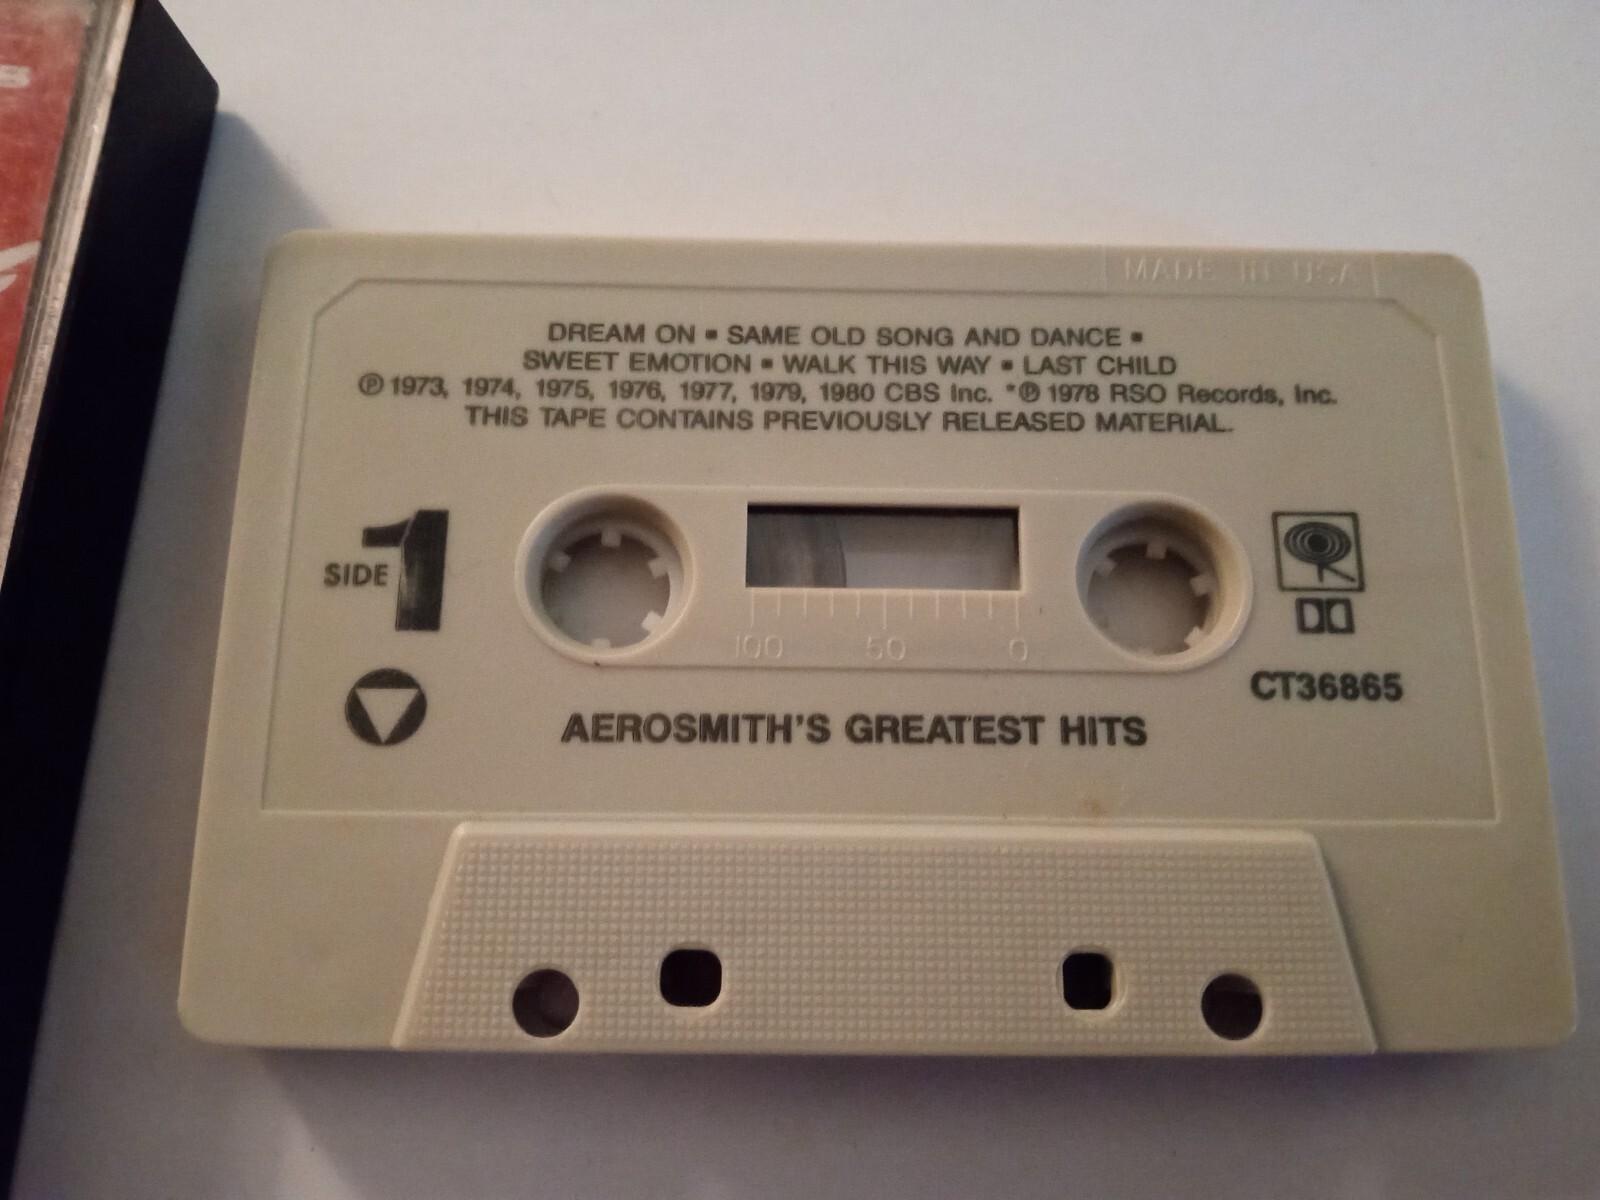 MADE IN USA
DREAM ON ▪ SAME OLD SONG AND DANCE ▪
SWEET EMOTION ▪ WALK THIS WAY ▪ LAST CHILD
℗ 1973, 1974, 1975, 1976, 1977, 1979, 1980 CBS Inc. *℗ 1978 RSO Records, Inc.
THIS TAPE CONTAINS PREVIOUSLY RELEASED MATERIAL.
SIDE 1
100 50 0
CT36865
AEROSMITH'S GREATEST HITS